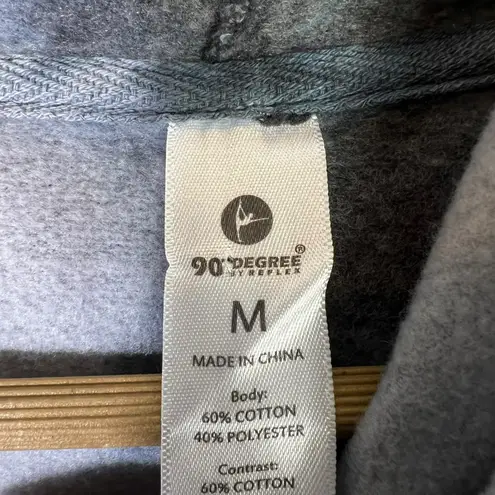 90° DEGREE®
BY REFLEX
M
MADE IN CHINA
Body:
60% COTTON
40% POLYESTER
Contrast:
60% COTTON